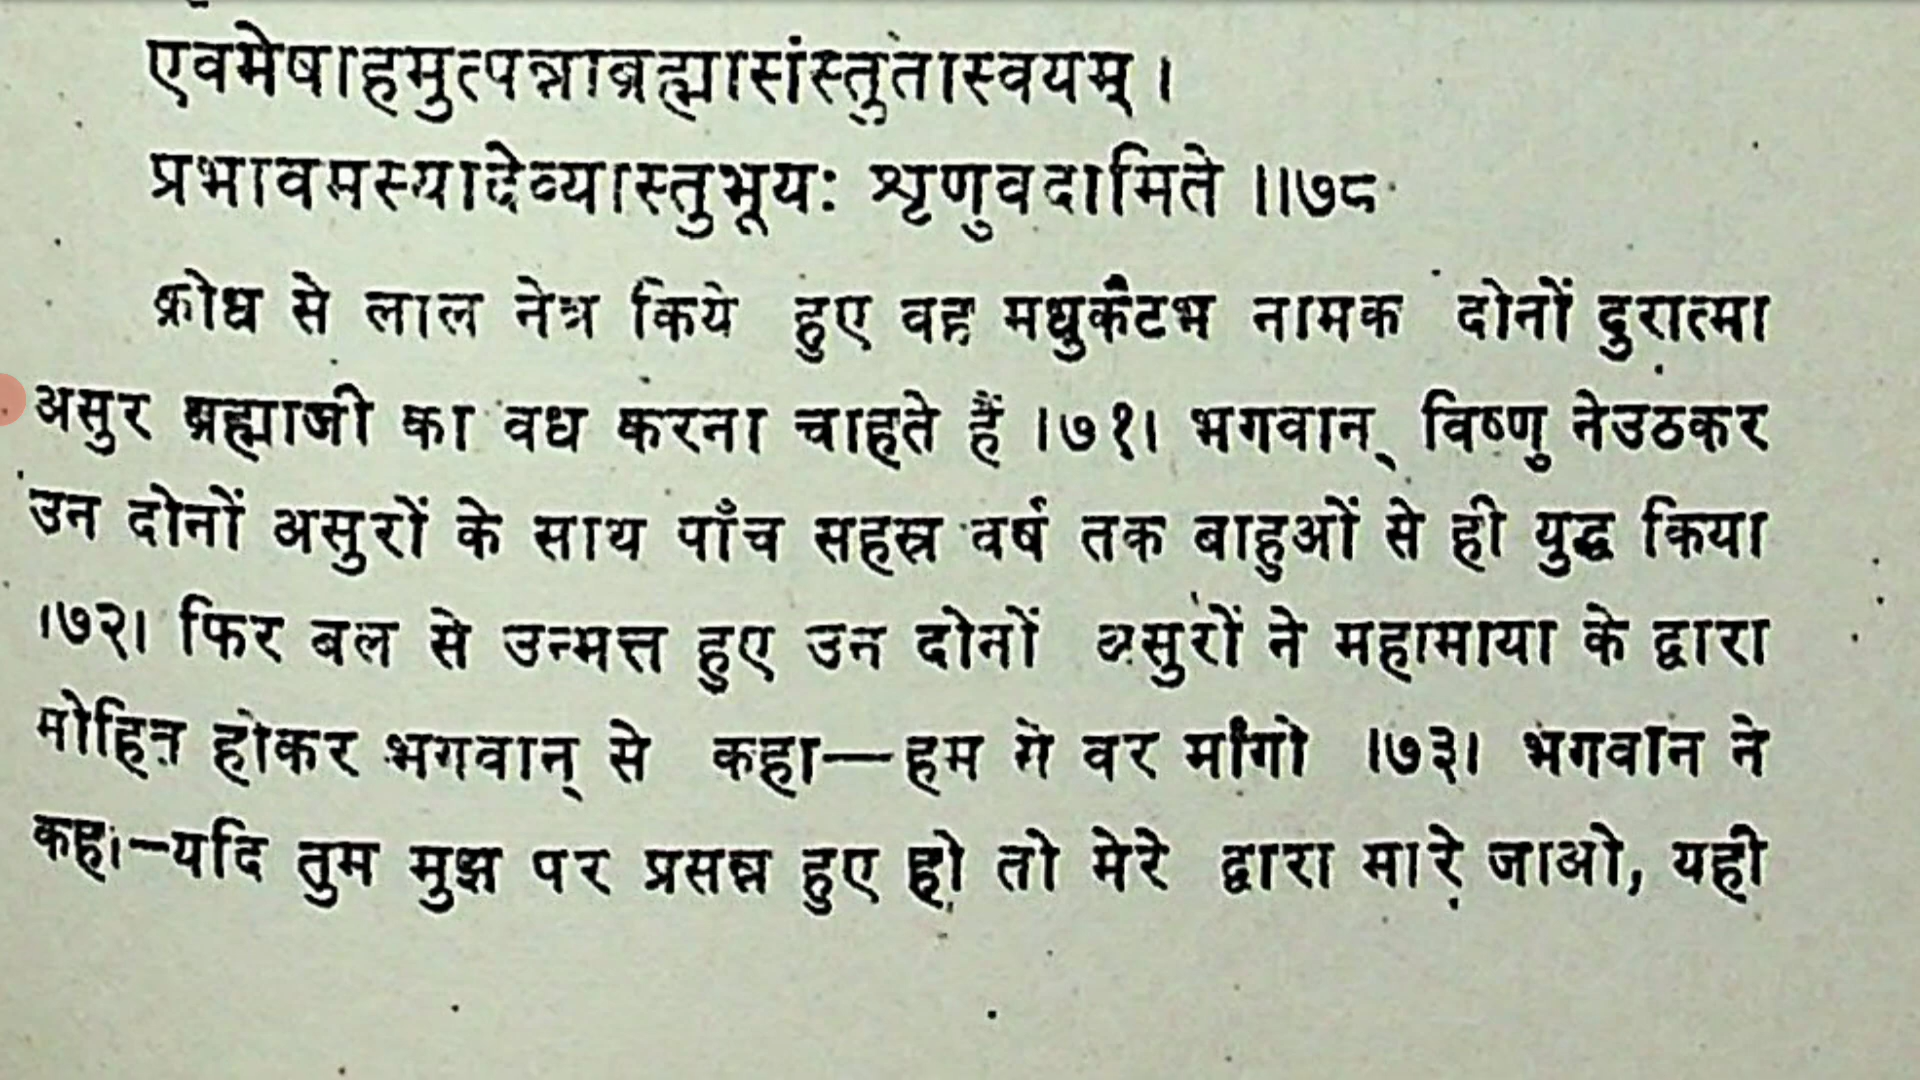 एवमेषाहमुत्पन्नाब्रह्मासंस्तुतास्वयम् ।
प्रभावमस्यादेव्यास्तुभूयः शृणुवदामिते ।।७८
क्रोध से लाल नेत्र किये हुए वह मधुकैटभ नामक दोनों दुरात्मा
असुर ब्रह्माजी का वध करना चाहते हैं ।७१। भगवान् विष्णु नेउठकर
उन दोनों असुरों के साथ पाँच सहस्र वर्ष तक बाहुओं से ही युद्ध किया
।७२। फिर बल से उन्मत्त हुए उन दोनों असुरों ने महामाया के द्वारा
मोहित होकर भगवान् से कहा—हम से वर माँगो ।७३। भगवान ने
कहा—यदि तुम मुझ पर प्रसन्न हुए हो तो मेरे द्वारा मारे जाओ, यही